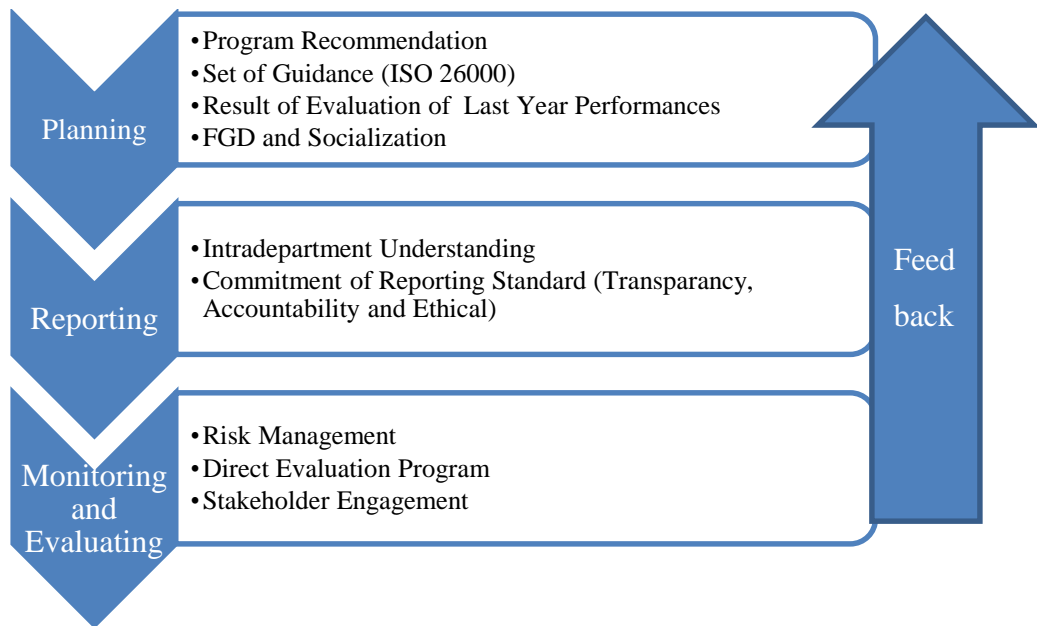 Planning
•Program Recommendation
•Set of Guidance (ISO 26000)
•Result of Evaluation of Last Year Performances
•FGD and Socialization
Reporting
•Intradepartment Understanding
•Commitment of Reporting Standard (Transparancy,
Accountability and Ethical)
Monitoring
and
Evaluating
•Risk Management
•Direct Evaluation Program
•Stakeholder Engagement
Feed
back